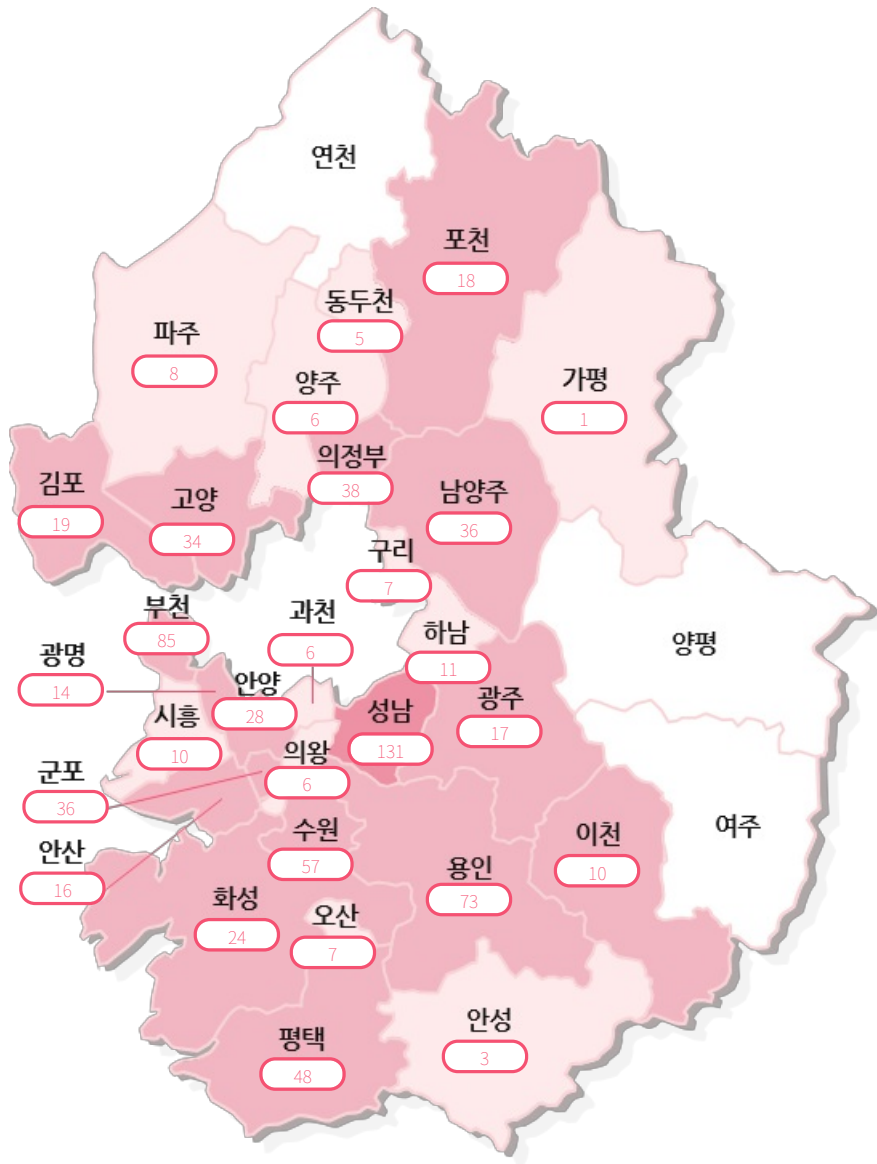 연천
포천
18
동두천
5
파주
8
양주
6
가평
1
의정부
38
김포
19
고양
34
남양주
36
구리
7
부천
85
과천
6
하남
11
양평
광명
14
안양
28
성남
131
광주
17
시흥
10
의왕
6
군포
36
수원
57
이천
10
여주
안산
16
용인
73
화성
24
오산
7
안성
3
평택
48